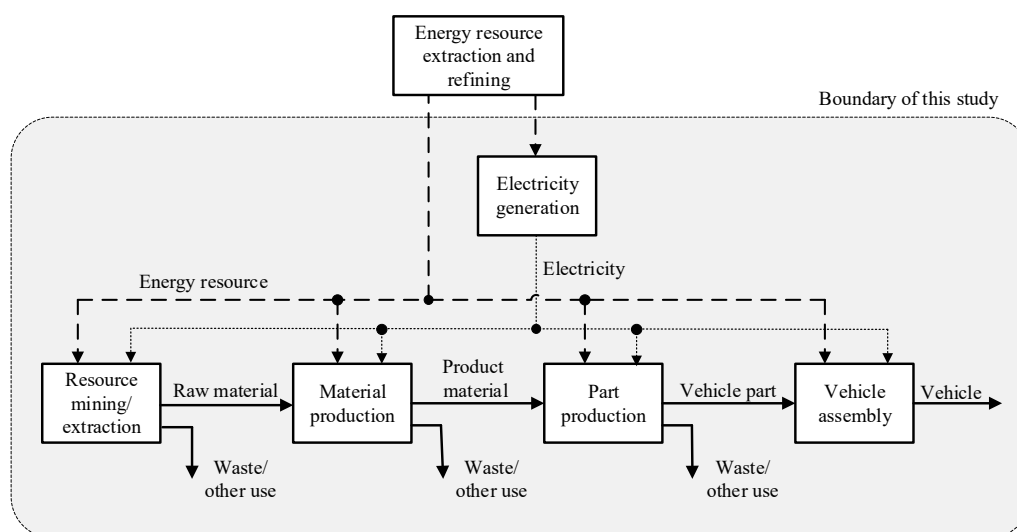 Energy resource
extraction and
refining
Boundary of this study
Electricity
generation
Electricity
Energy resource
Resource
mining/
extraction
Raw material
Material
production
Product
material
Part
production
Vehicle part
Vehicle
assembly
Vehicle
Waste/
other use
Waste/
other use
Waste/
other use